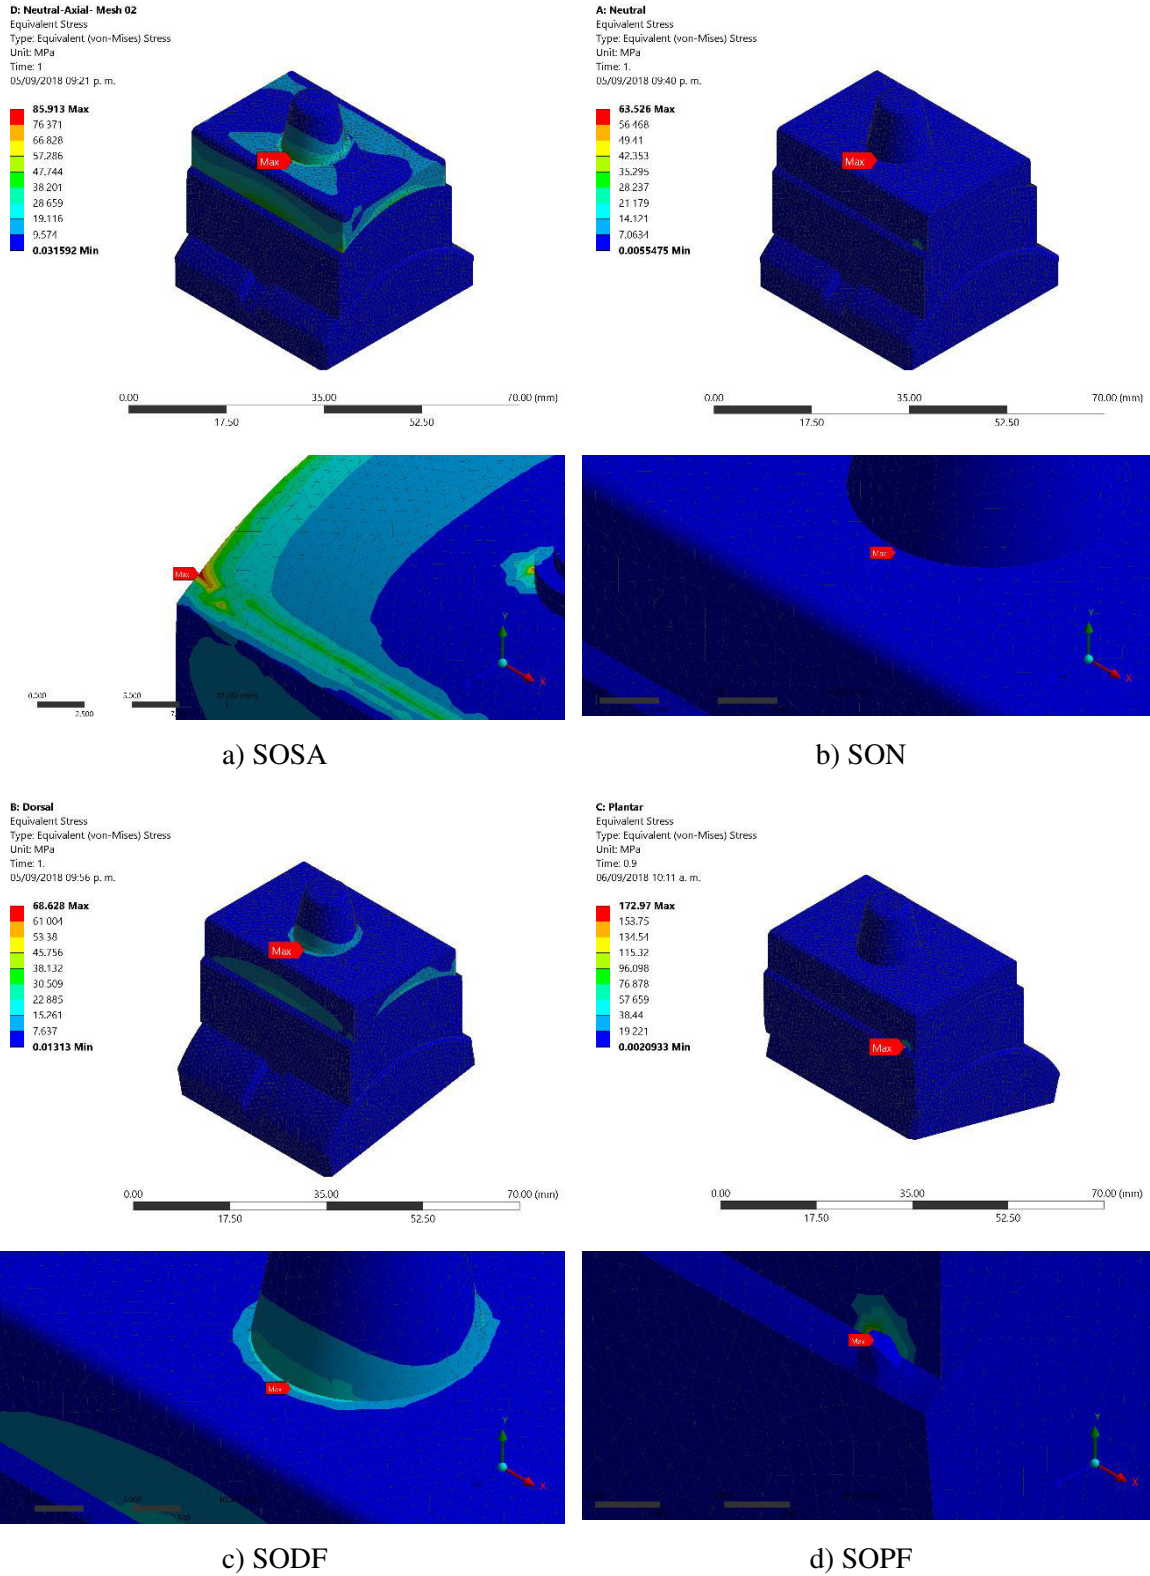 D: Neutral-Axial- Mesh 02
Equivalent Stress
Type: Equivalent (von-Mises) Stress
Unit: MPa
Time: 1
05/09/2018 09:21 p. m.
85.913 Max
76.371
66.828
57.286
47.744
38.201
28.659
19.116
9.574
0.031592 Min
Max
0.00
35.00
70.00 (mm)
17.50
52.50
Max
Y
X
0.000
5.000
10.000 (mm)
2.500
a) SOSA
A: Neutral
Equivalent Stress
Type: Equivalent (von-Mises) Stress
Unit: MPa
Time: 1.
05/09/2018 09:40 p. m.
63.526 Max
56.468
49.41
42.353
35.295
28.237
21.179
14.121
7.0634
0.0055475 Min
Max
0.00
35.00
70.00 (mm)
17.50
52.50
Max
Y
X
b) SON
B: Dorsal
Equivalent Stress
Type: Equivalent (von-Mises) Stress
Unit: MPa
Time: 1.
05/09/2018 09:56 p. m.
68.628 Max
61.004
53.38
45.756
38.132
30.509
22.885
15.261
7.637
0.01313 Min
Max
0.00
35.00
70.00 (mm)
17.50
52.50
Max
Y
X
c) SODF
C: Plantar
Equivalent Stress
Type: Equivalent (von-Mises) Stress
Unit: MPa
Time: 0.9
06/09/2018 10:11 a. m.
172.97 Max
153.75
134.54
115.32
96.098
76.878
57.659
38.44
19.221
0.0020933 Min
Max
0.00
35.00
70.00 (mm)
17.50
52.50
Max
Y
X
d) SOPF